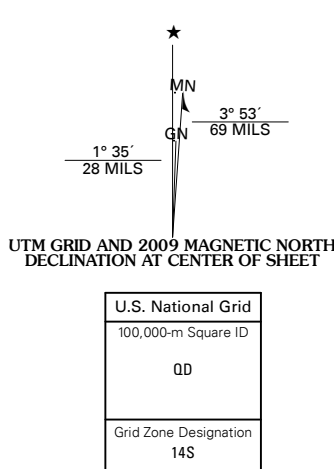 ★
MN
3° 53´
69 MILS
GN
1° 35´
28 MILS
UTM GRID AND 2009 MAGNETIC NORTH
DECLINATION AT CENTER OF SHEET
U.S. National Grid
100,000-m Square ID
QD
Grid Zone Designation
14S